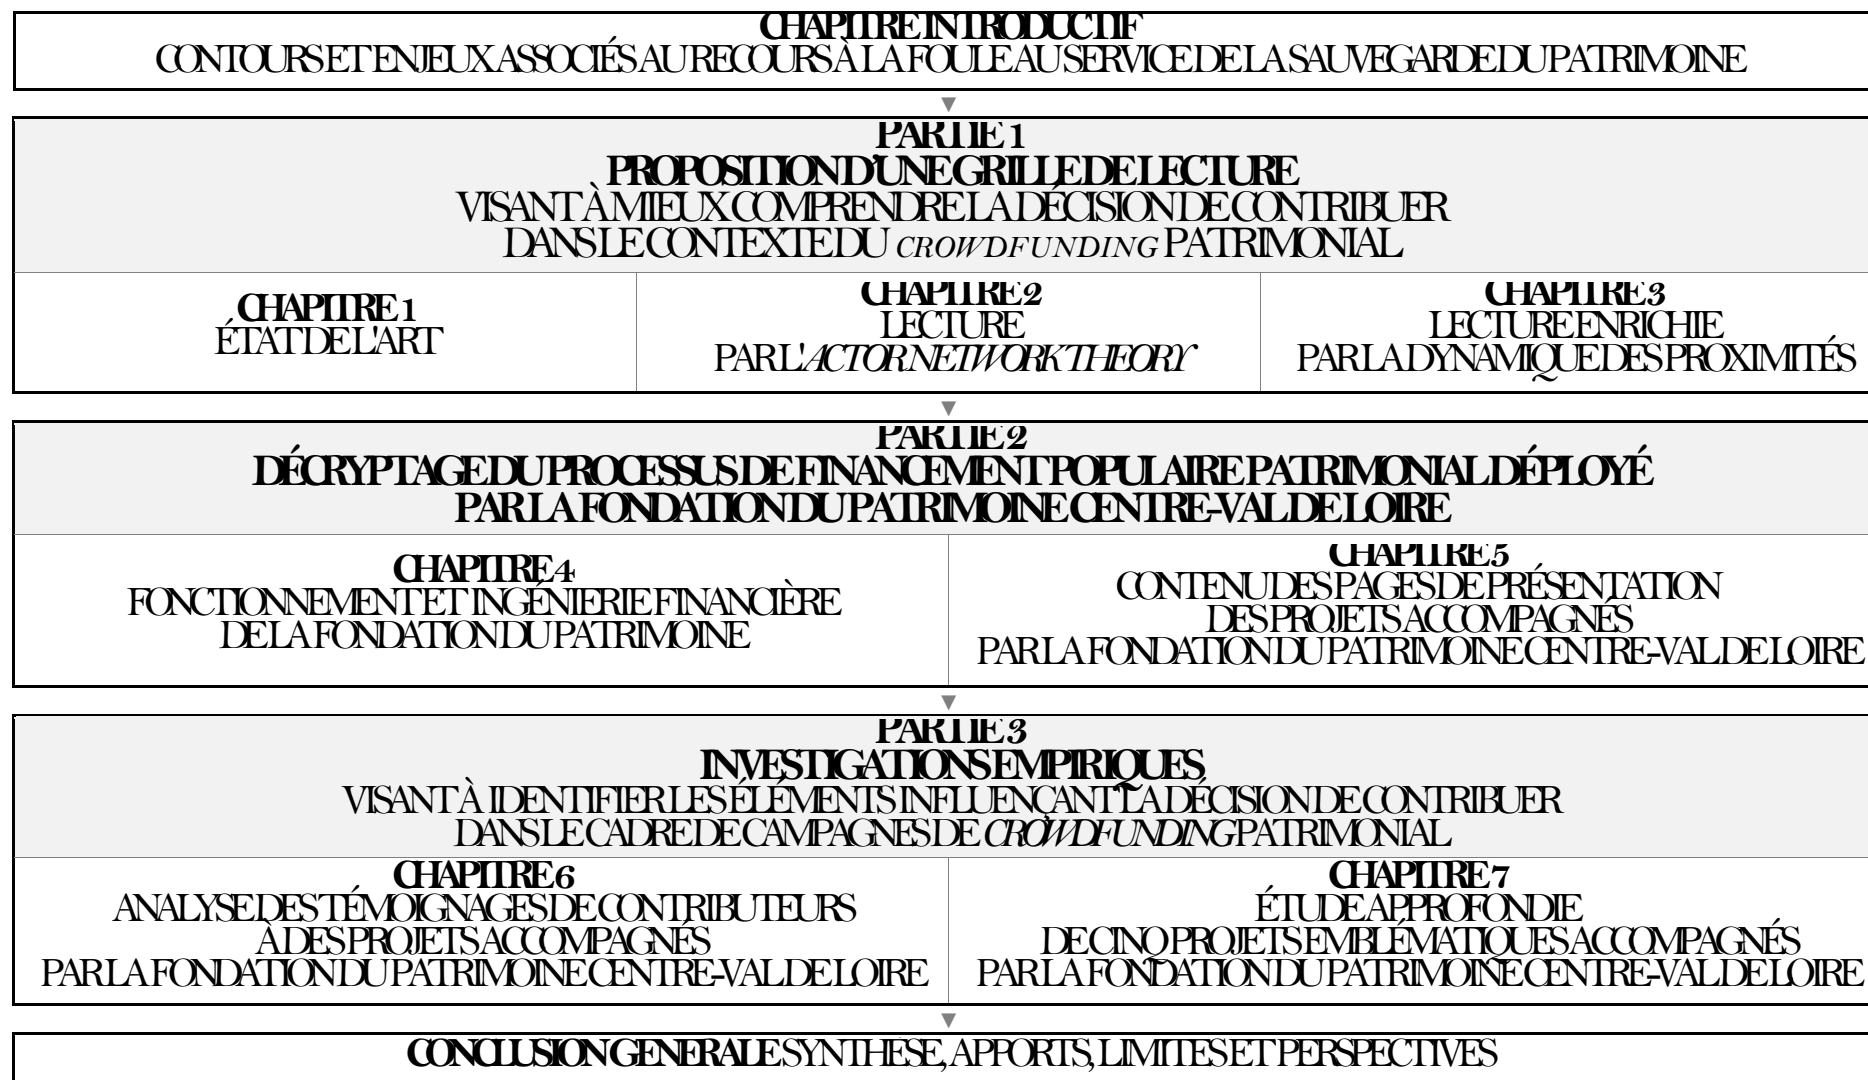 CHAPITRE INTRODUCTIF
CONTOURS ET ENJEUX ASSOCIÉS AU RECOURS À LA FOULE AU SERVICE DE LA SAUVEGARDE DU PATRIMOINE
PARTIE 1
PROPOSITION D'UNE GRILLE DE LECTURE
VISANT À MIEUX COMPRENDRE LA DÉCISION DE CONTRIBUER
DANS LE CONTEXTE DU CROWDFUNDING PATRIMONIAL
CHAPITRE 1
ÉTAT DE L'ART
CHAPITRE 2
LECTURE
PAR L'ACTOR NETWORK THEORY
CHAPITRE 3
LECTURE ENRICHIE
PAR LA DYNAMIQUE DES PROXIMITÉS
PARTIE 2
DÉCRYPTAGE DU PROCESSUS DE FINANCEMENT POPULAIRE PATRIMONIAL DÉPLOYÉ
PAR LA FONDATION DU PATRIMOINE CENTRE-VAL DE LOIRE
CHAPITRE 4
FONCTIONNEMENT ET INGÉNIERIE FINANCIÈRE
DE LA FONDATION DU PATRIMOINE
CHAPITRE 5
CONTENU DES PAGES DE PRÉSENTATION
DES PROJETS ACCOMPAGNÉS
PAR LA FONDATION DU PATRIMOINE CENTRE-VAL DE LOIRE
PARTIE 3
INVESTIGATIONS EMPIRIQUES
VISANT À IDENTIFIER LES ÉLÉMENTS INFLUENÇANT LA DÉCISION DE CONTRIBUER
DANS LE CADRE DE CAMPAGNES DE CROWDFUNDING PATRIMONIAL
CHAPITRE 6
ANALYSE DES TÉMOIGNAGES DE CONTRIBUTEURS
À DES PROJETS ACCOMPAGNÉS
PAR LA FONDATION DU PATRIMOINE CENTRE-VAL DE LOIRE
CHAPITRE 7
ÉTUDE APPROFONDIE
DE CINQ PROJETS EMBLÉMATIQUES ACCOMPAGNÉS
PAR LA FONDATION DU PATRIMOINE CENTRE-VAL DE LOIRE
CONCLUSION GENERALE SYNTHÈSE, APPORTS, LIMITES ET PERSPECTIVES